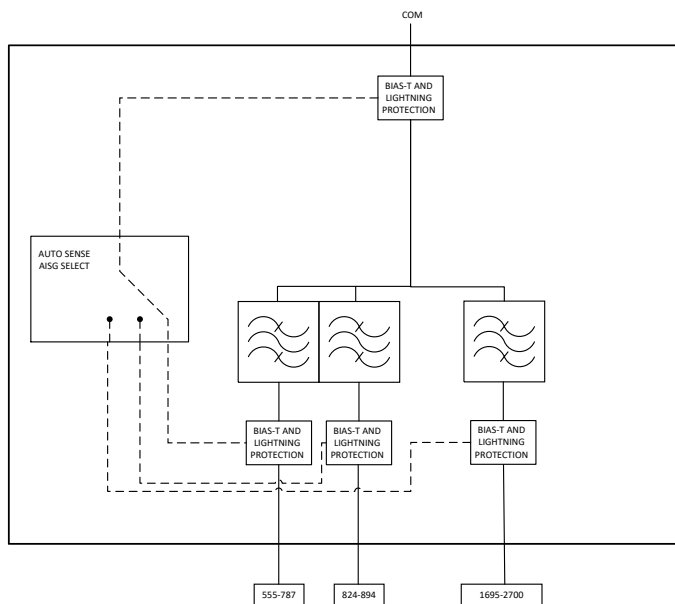 COM
BIAS-T AND
LIGHTNING
PROTECTION
AUTO SENSE
AISG SELECT
BIAS-T AND
LIGHTNING
PROTECTION
BIAS-T AND
LIGHTNING
PROTECTION
BIAS-T AND
LIGHTNING
PROTECTION
555-787
824-894
1695-2700